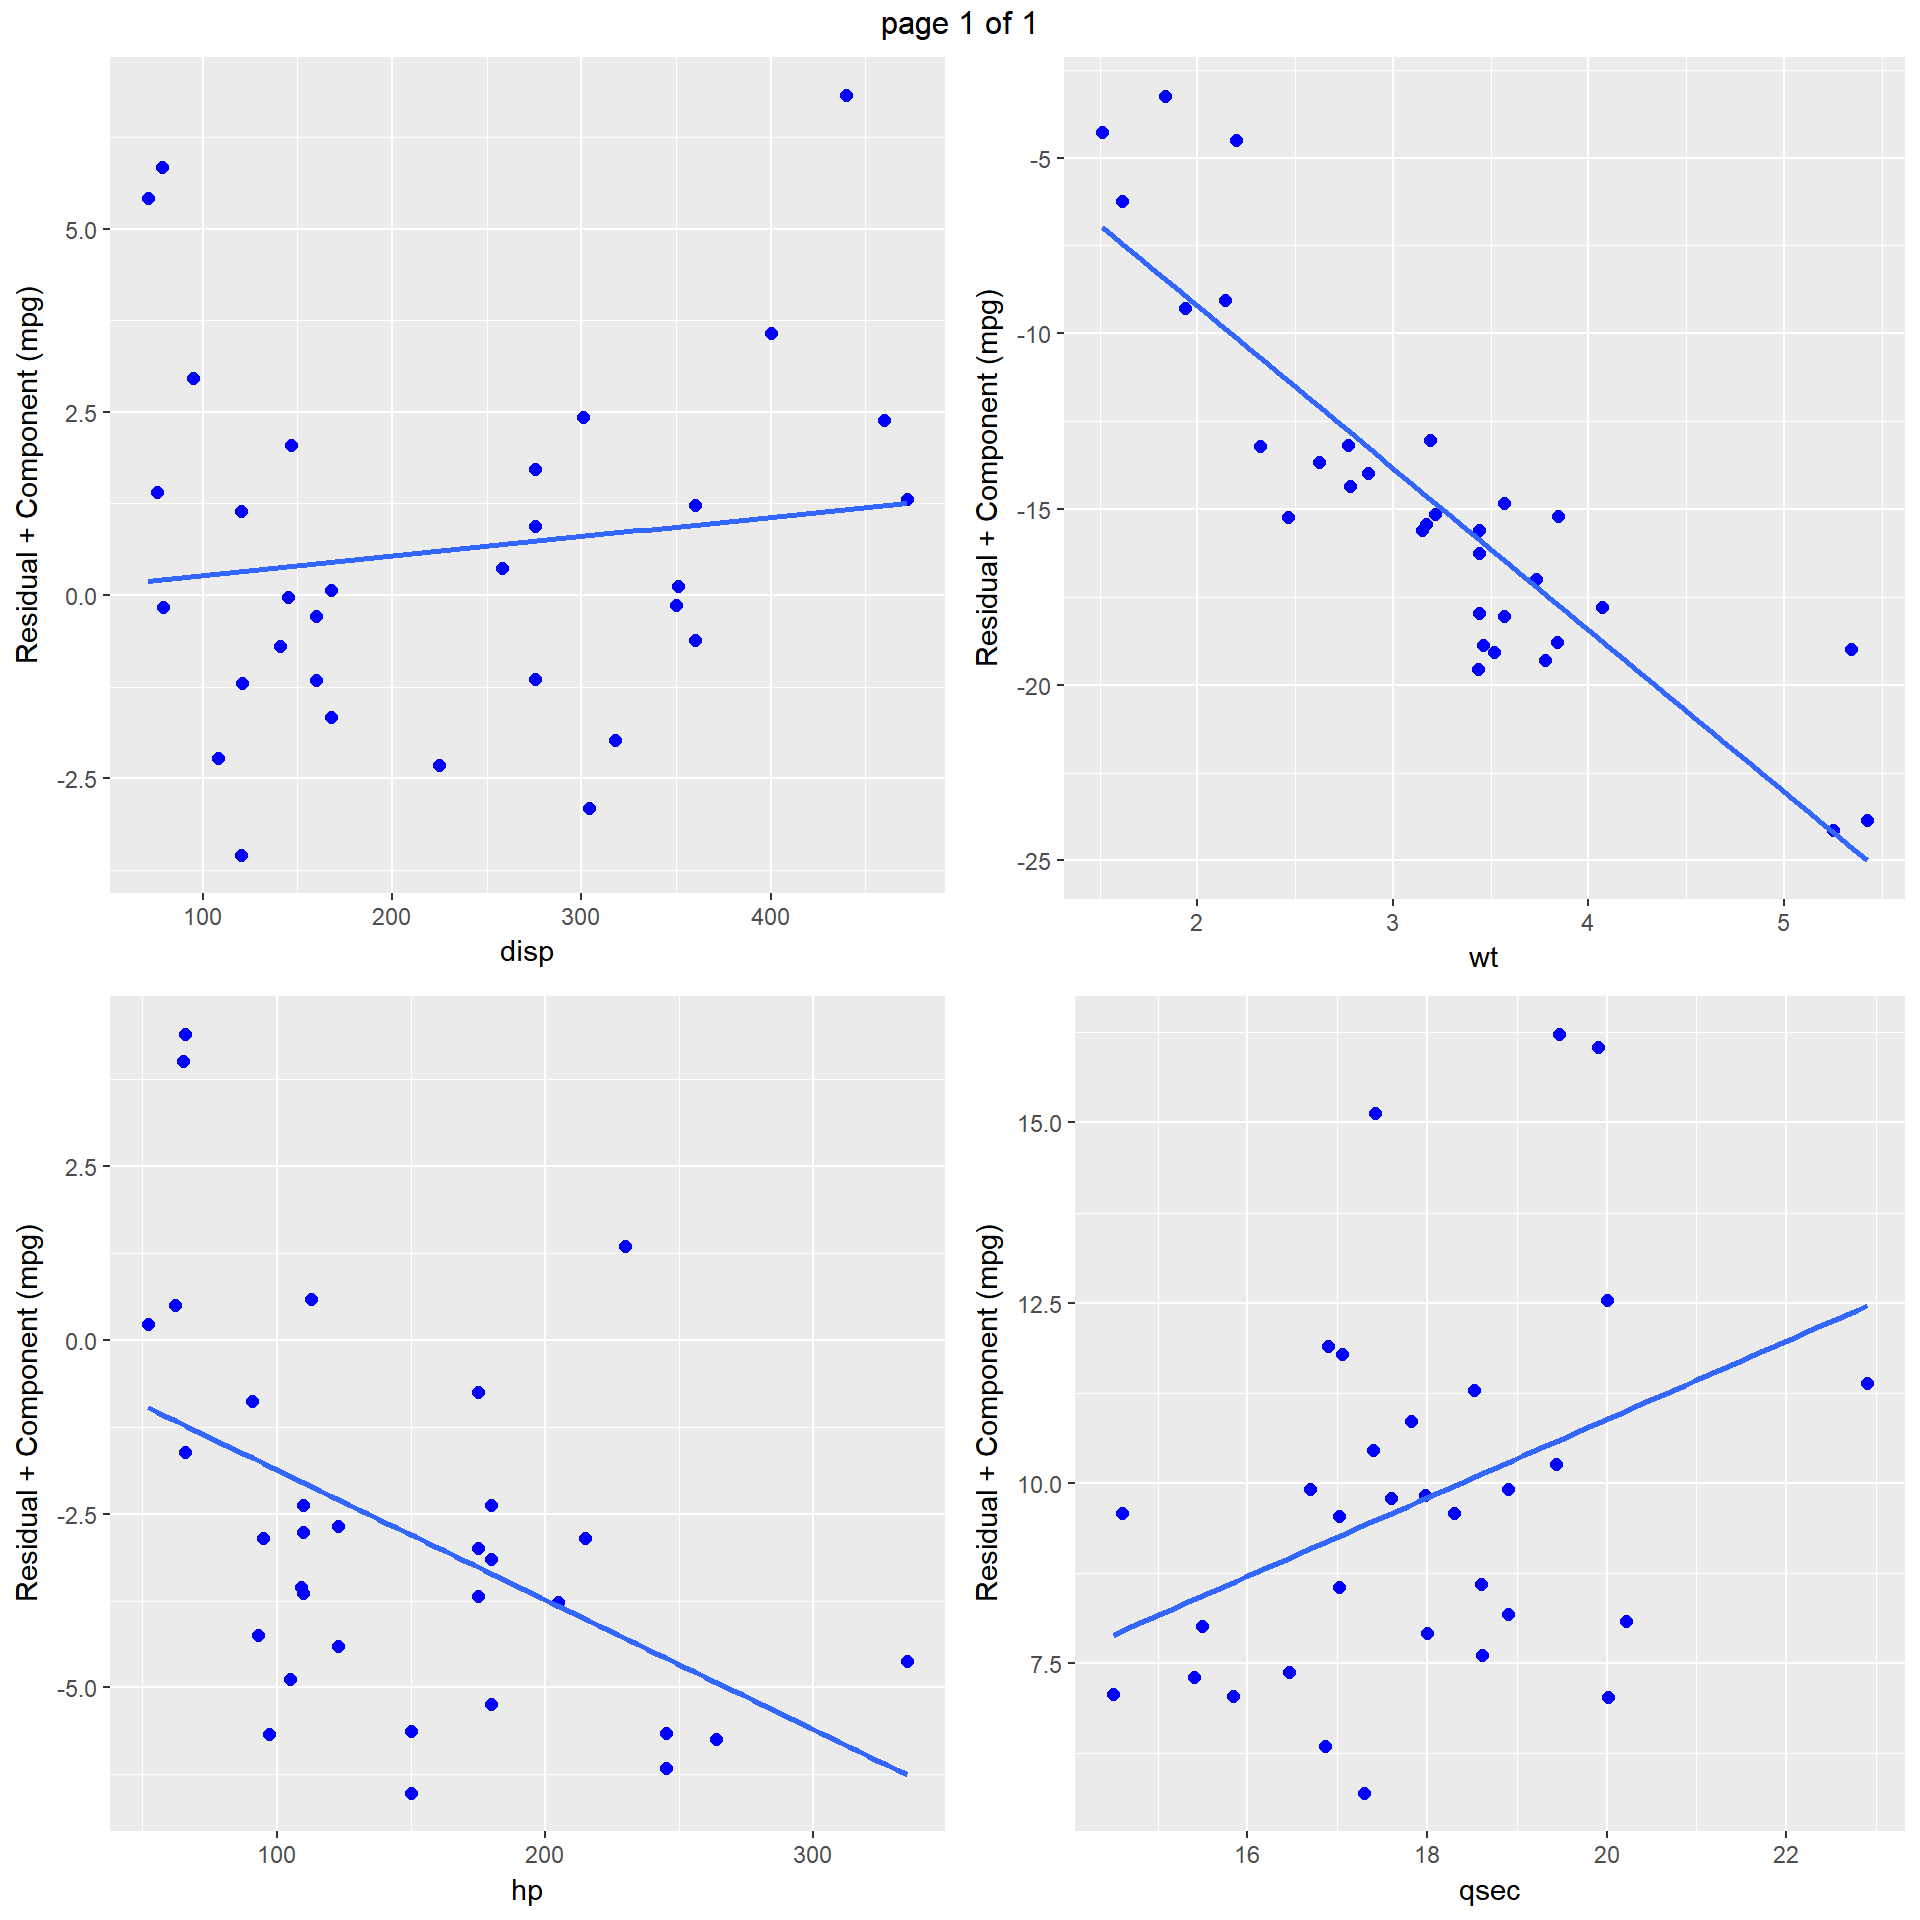 page 1 of 1
Residual + Component (mpg)
5.0
2.5
0.0
-2.5
100 200 300 400
disp
Residual + Component (mpg)
-5
-10
-15
-20
-25
2 3 4 5
wt
Residual + Component (mpg)
2.5
0.0
-2.5
-5.0
100 200 300
hp
Residual + Component (mpg)
15.0
12.5
10.0
7.5
16 18 20 22
qsec